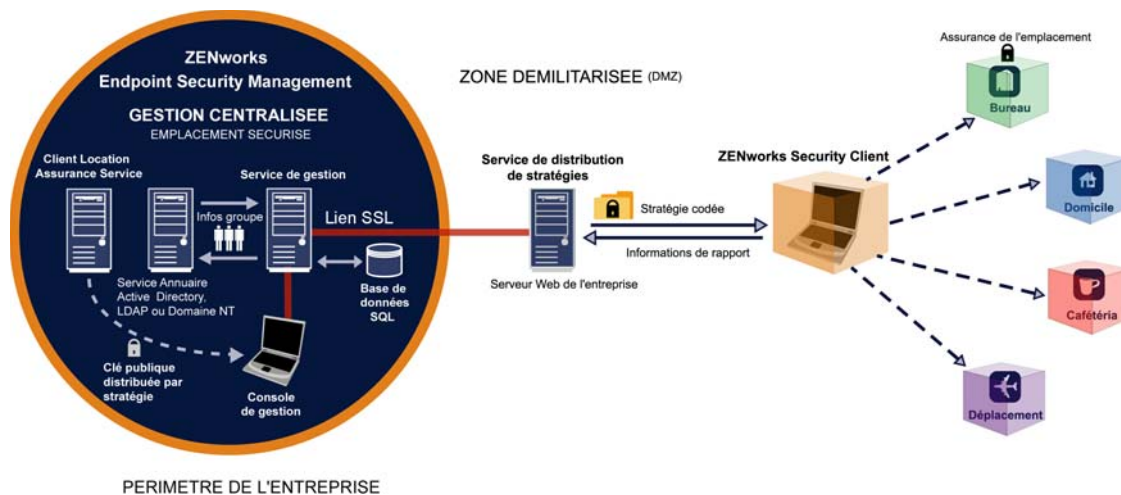 ZENworks
Endpoint Security Management
GESTION CENTRALISEE
EMPLACEMENT SECURISE
Client Location
Assurance Service
Service de gestion
Infos groupe
Lien SSL
Service Annuaire
Active Directory,
LDAP ou Domaine NT
Base de
données
SQL
Clé publique
distribuée par
stratégie
Console
de gestion
PERIMETRE DE L'ENTREPRISE
ZONE DEMILITARISEE (DMZ)
Service de distribution
de stratégies
Stratégie codée
Informations de rapport
Serveur Web de l'entreprise
ZENworks Security Client
Assurance de l'emplacement
Bureau
Domicile
Cafétéria
Déplacement